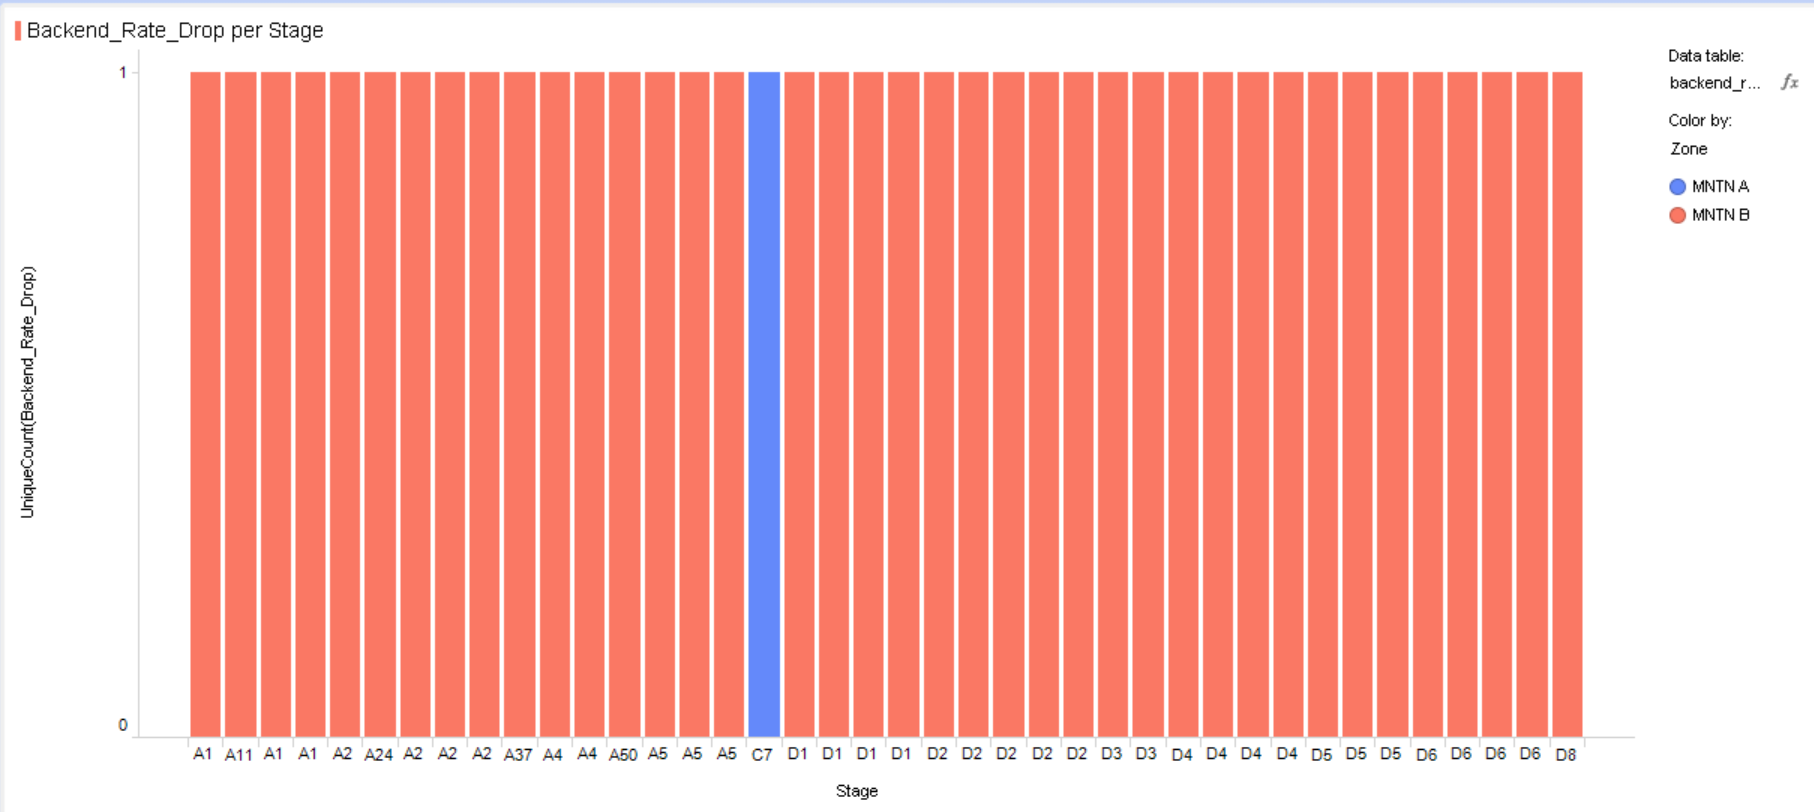 Backend_Rate_Drop per Stage
Data table:
backend_r...
fx
Color by:
Zone
MNTN A
MNTN B
1
0
UniqueCount(Backend_Rate_Drop)
A1 A11 A1 A1 A2 A24 A2 A2 A2 A37 A4 A4 A50 A5 A5 A5 C7 D1 D1 D1 D1 D2 D2 D2 D2 D2 D3 D3 D4 D4 D4 D4 D5 D5 D5 D6 D6 D6 D6 D8
Stage